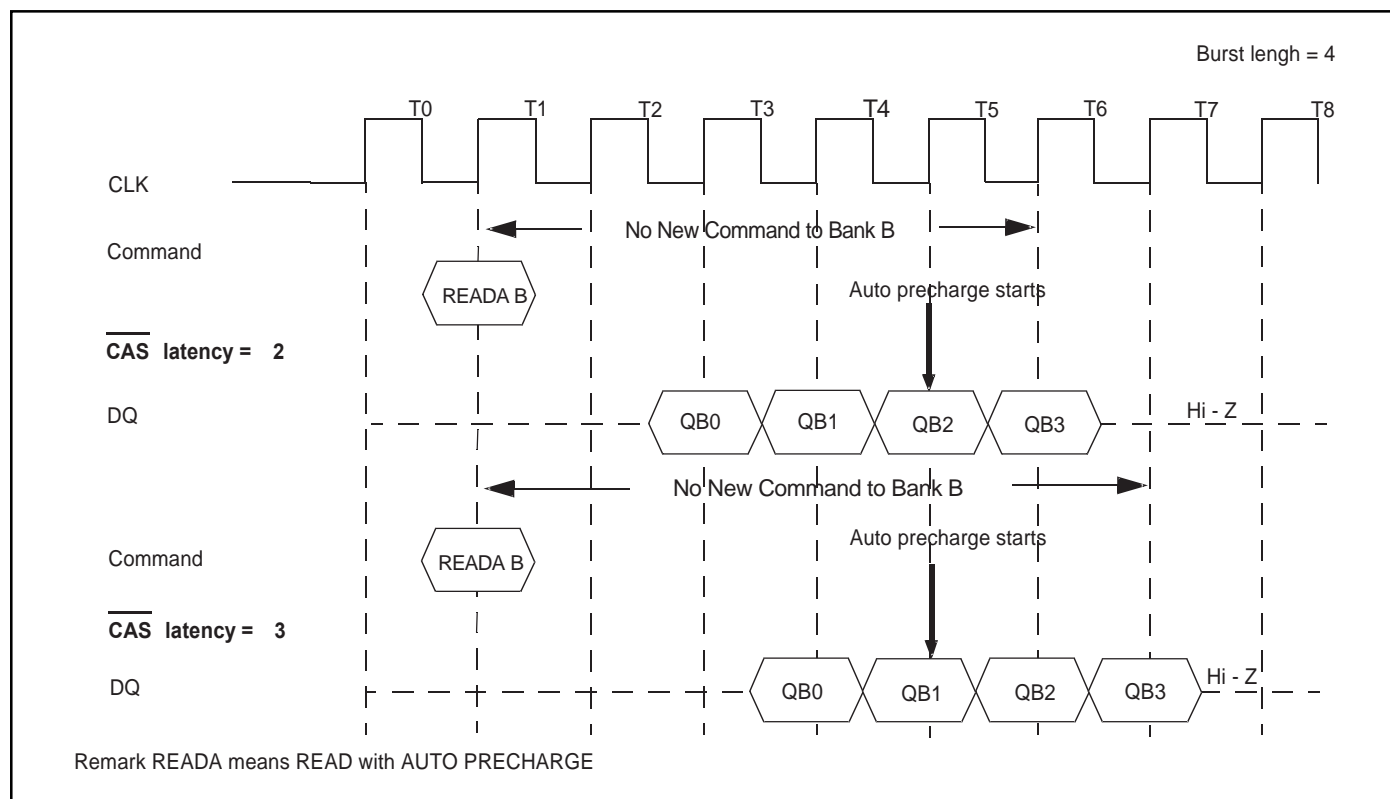 Burst lengh = 4
T0 T1 T2 T3 T4 T5 T6 T7 T8
CLK
No New Command to Bank B
Command
READA B
Auto precharge starts
CAS latency = 2
DQ
QB0 QB1 QB2 QB3 Hi - Z
No New Command to Bank B
Auto precharge starts
Command
READA B
CAS latency = 3
DQ
QB0 QB1 QB2 QB3 Hi - Z
Remark READA means READ with AUTO PRECHARGE